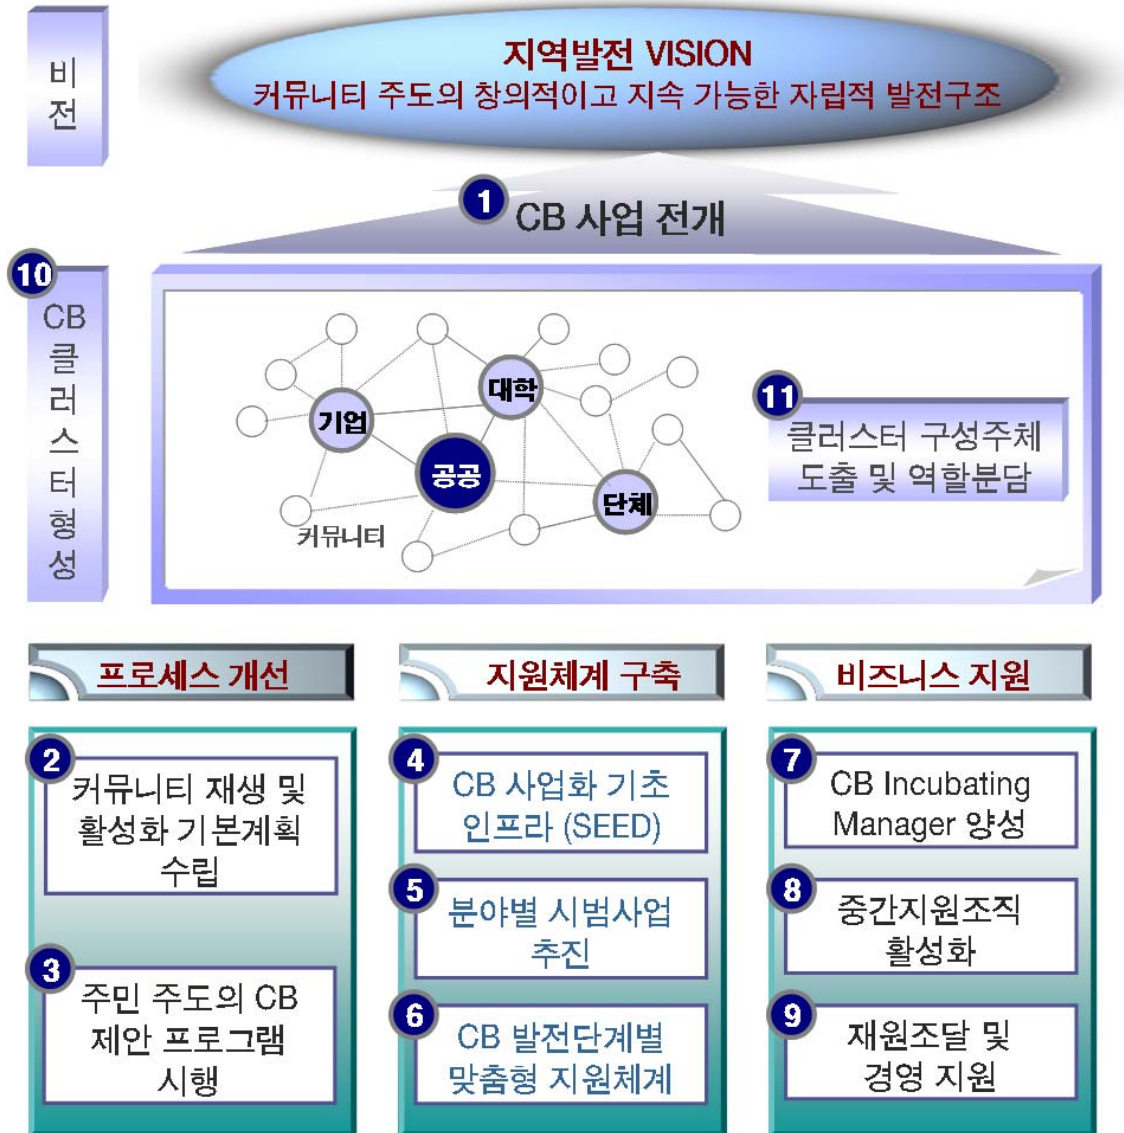 비
전
지역발전 VISION
커뮤니티 주도의 창의적이고 지속 가능한 자립적 발전구조
1
CB 사업 전개
10
CB
클
러
스
터
형
성
대학
기업
공공
단체
커뮤니티
11
클러스터 구성주체
도출 및 역할분담
프로세스 개선
지원체계 구축
비즈니스 지원
2
커뮤니티 재생 및
활성화 기본계획
수립
3
주민 주도의 CB
제안 프로그램
시행
4
CB 사업화 기초
인프라 (SEED)
5
분야별 시범사업
추진
6
CB 발전단계별
맞춤형 지원체계
7
CB Incubating
Manager 양성
8
중간지원조직
활성화
9
재원조달 및
경영 지원